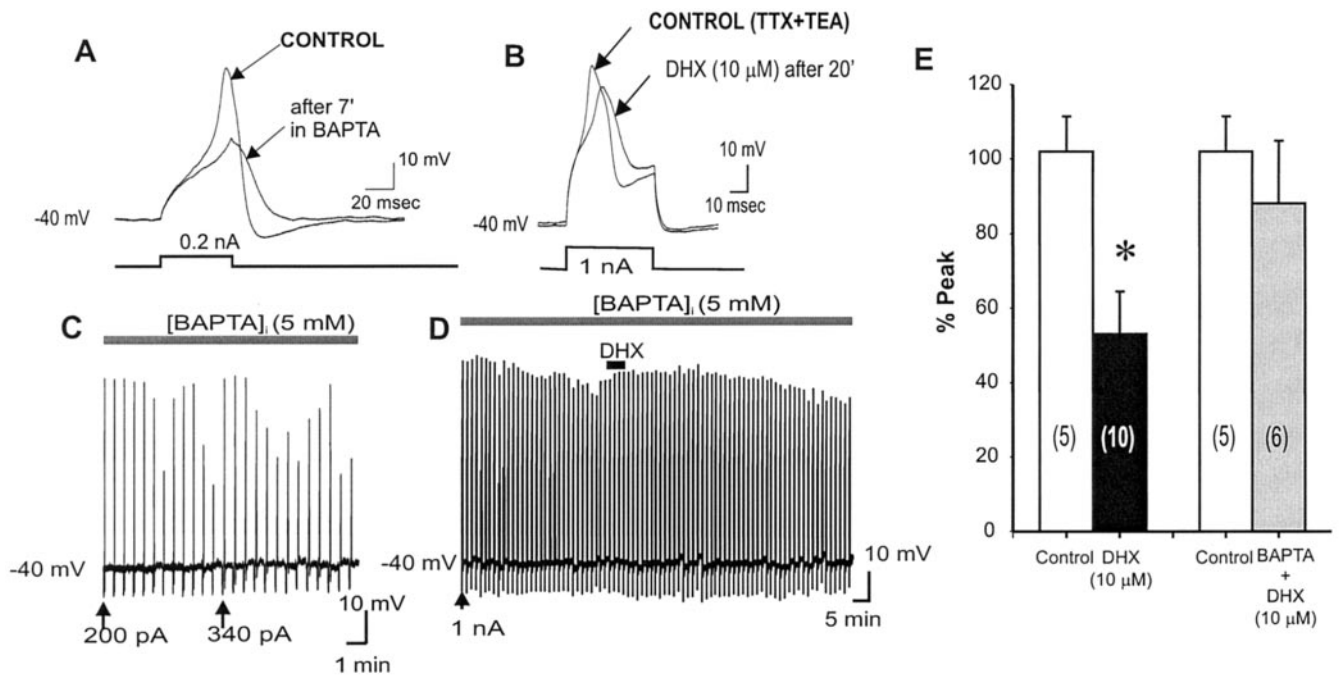 A
CONTROL
after 7'
in BAPTA
10 mV
20 msec
-40 mV
0.2 nA
B
CONTROL (TTX+TEA)
DHX (10 μM) after 20'
10 mV
10 msec
-40 mV
1 nA
C
[BAPTA]i (5 mM)
-40 mV
200 pA
340 pA
10 mV
1 min
D
[BAPTA]i (5 mM)
DHX
-40 mV
1 nA
10 mV
5 min
E
% Peak
120
100
80
60
40
20
0
*
(5)
(10)
(5)
(6)
Control
DHX
(10 μM)
Control
BAPTA
+
DHX
(10 μM)